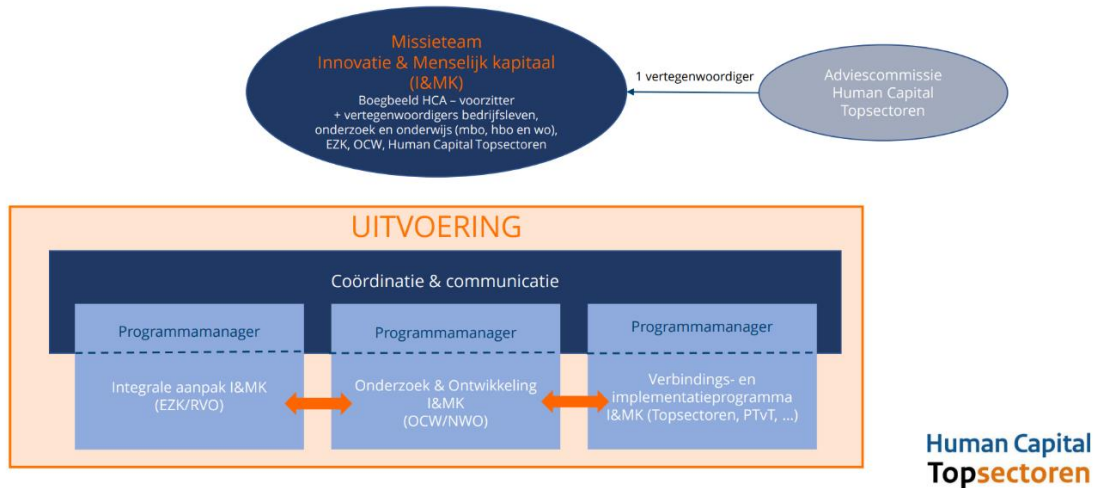 Missieteam
Innovatie & Menselijk kapitaal
(I&MK)
Boegbeeld HCA – voorzitter
+ vertegenwoordigers bedrijfsleven,
onderzoek en onderwijs (mbo, hbo en wo),
EZK, OCW, Human Capital Topsectoren
1 vertegenwoordiger
Adviescommissie
Human Capital
Topsectoren
UITVOERING
Coördinatie & communicatie
Programmamanager
Integrale aanpak I&MK
(EZK/RVO)
Programmamanager
Onderzoek & Ontwikkeling
I&MK
(OCW/NWO)
Programmamanager
Verbindings- en
implementatieprogramma
I&MK (Topsectoren, PTvT, ...)
Human Capital
Topsectoren